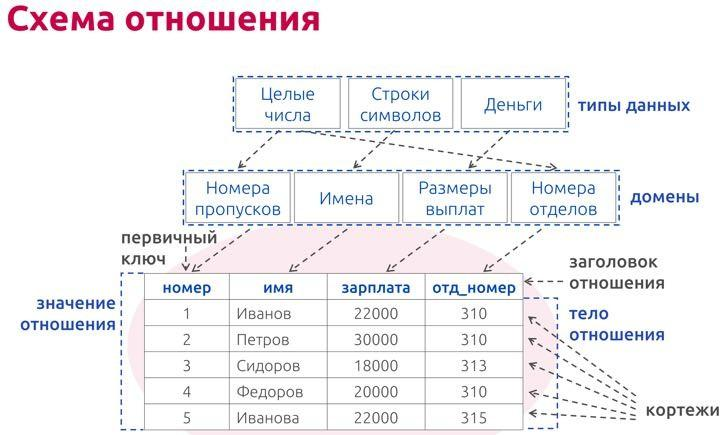 Схема отношения
Целые
числа
Строки
символов
Деньги
типы данных
Номера
пропусков
Имена
Размеры
выплат
Номера
отделов
домены
первичный
ключ
заголовок
отношения
значение
отношения
номер имя зарплата отд_номер
1 Иванов 22000 310
2 Петров 30000 310
3 Сидоров 18000 313
4 Федоров 20000 310
5 Иванова 22000 315
тело
отношения
кортежи